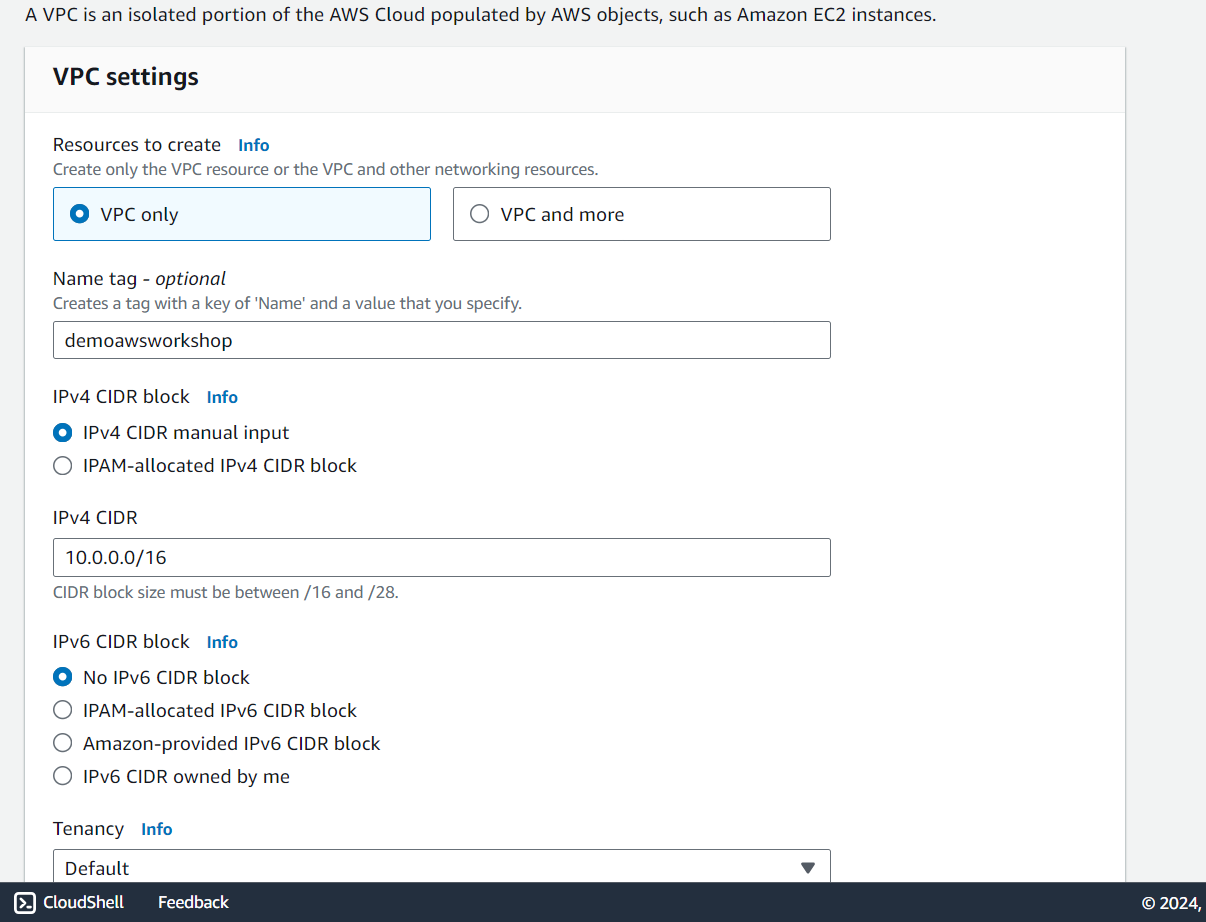 A VPC is an isolated portion of the AWS Cloud populated by AWS objects, such as Amazon EC2 instances.
VPC settings
Resources to create Info
Create only the VPC resource or the VPC and other networking resources.
VPC only VPC and more
Name tag - optional
Creates a tag with a key of 'Name' and a value that you specify.
demoawsworkshop
IPv4 CIDR block Info
IPv4 CIDR manual input
IPAM-allocated IPv4 CIDR block
IPv4 CIDR
10.0.0.0/16
CIDR block size must be between /16 and /28.
IPv6 CIDR block Info
No IPv6 CIDR block
IPAM-allocated IPv6 CIDR block
Amazon-provided IPv6 CIDR block
IPv6 CIDR owned by me
Tenancy Info
Default
CloudShell Feedback © 2024,